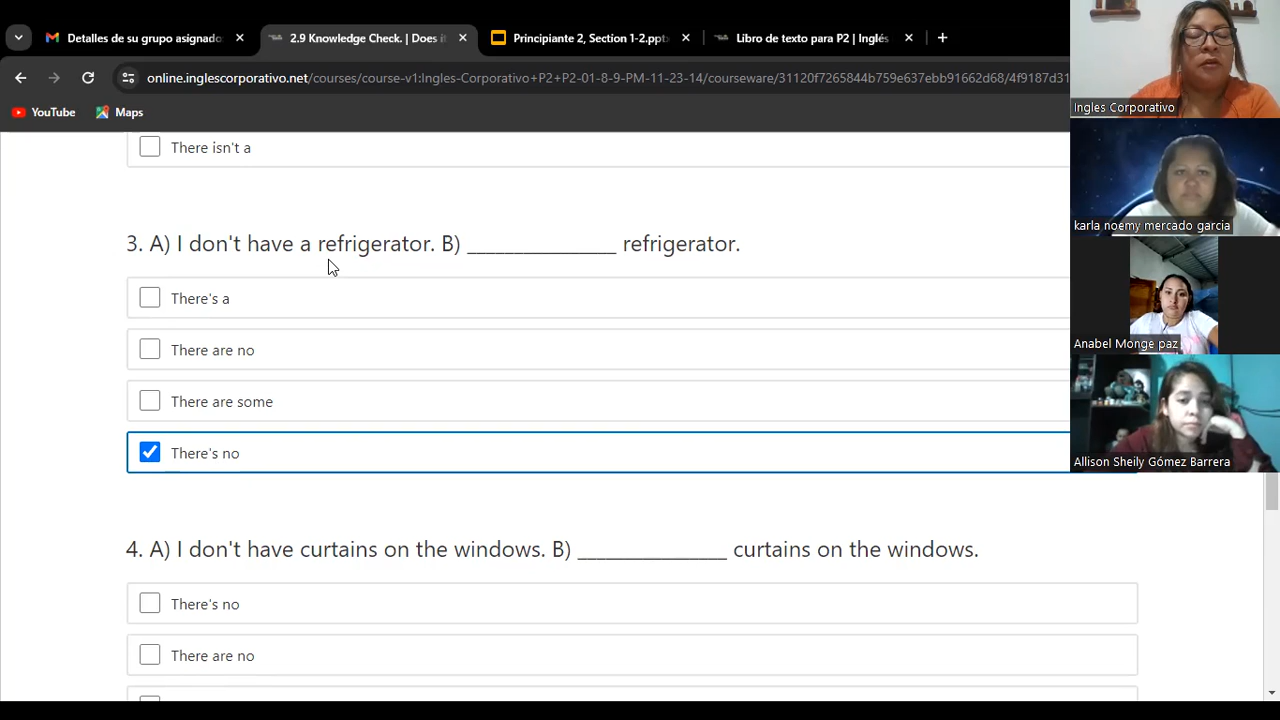 Detalles de su grupo asignado
2.9 Knowledge Check. | Does i
Principiante 2, Section 1-2.ppt
Libro de texto para P2 | Inglés
online.inglescorporativo.net/courses/course-v1:Ingles-Corporativo+P2+P2-01-8-9-PM-11-23-14/courseware/31120f7265844b759e637ebb91662d68/4f9187d31
YouTube
Maps
There isn't a
3. A) I don't have a refrigerator. B) _______________ refrigerator.
There's a
There are no
There are some
There's no
4. A) I don't have curtains on the windows. B) _______________ curtains on the windows.
There's no
There are no
Ingles Corporativo
karla noemy mercado garcia
Anabel Monge paz
Allison Sheily Gómez Barrera